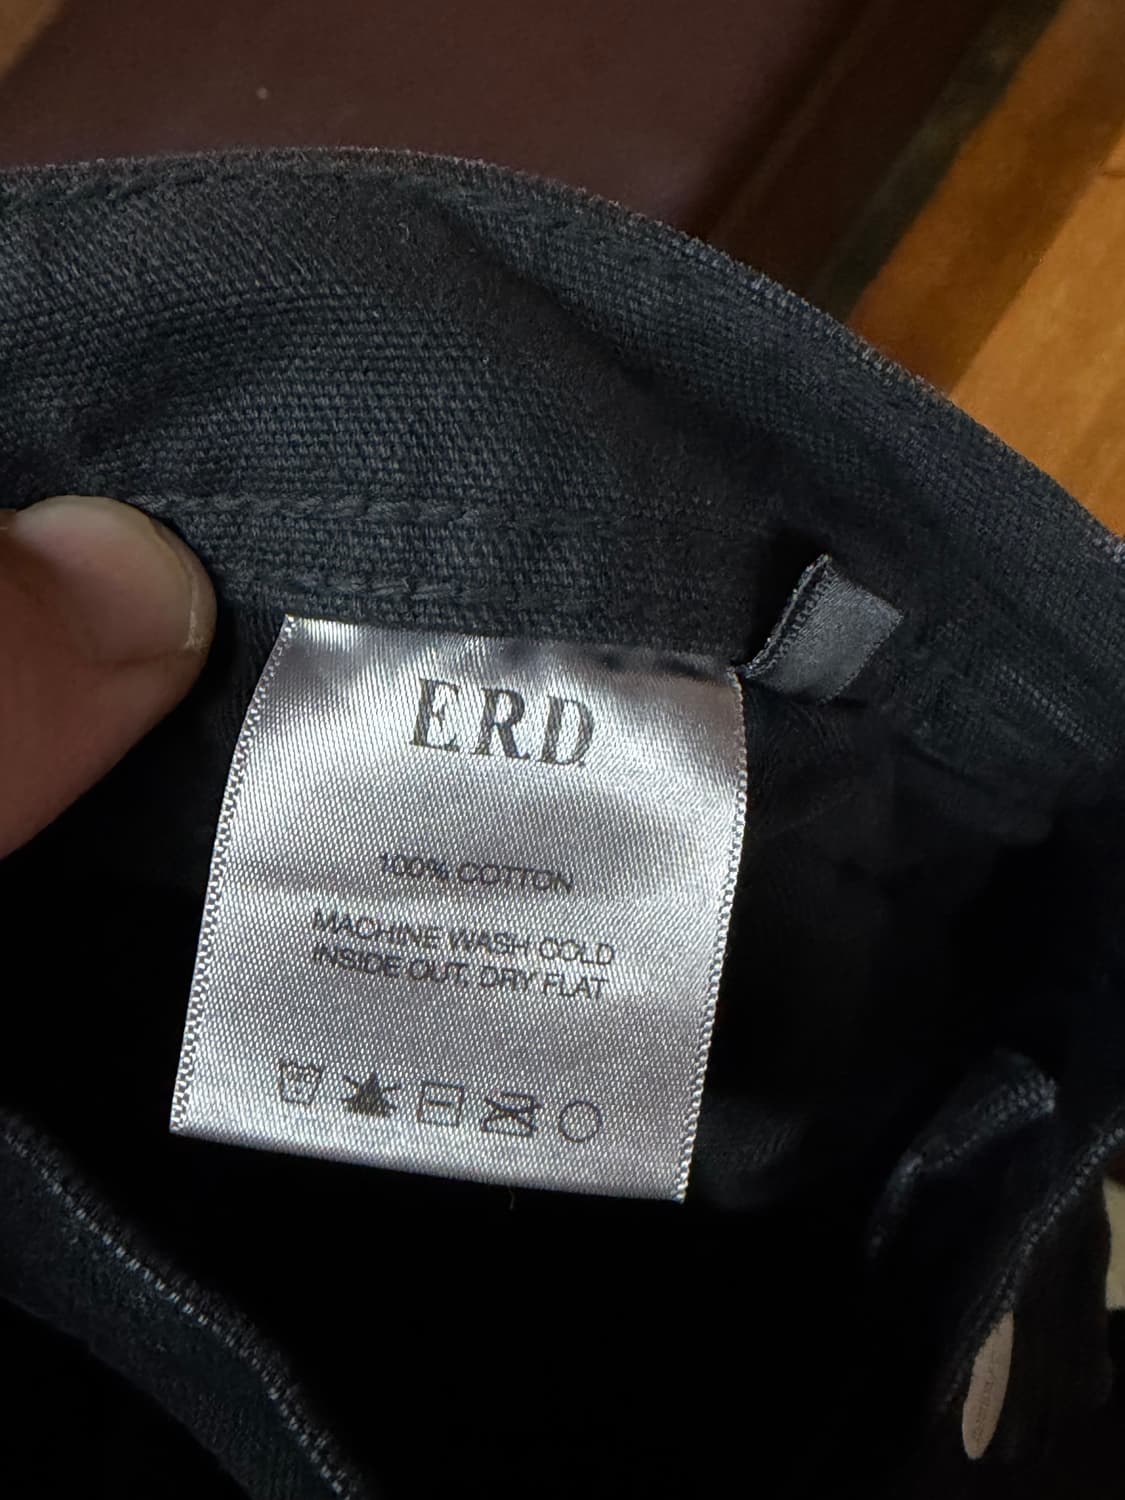 ERD.
100% COTTON
MACHINE WASH COLD
INSIDE OUT, DRY FLAT